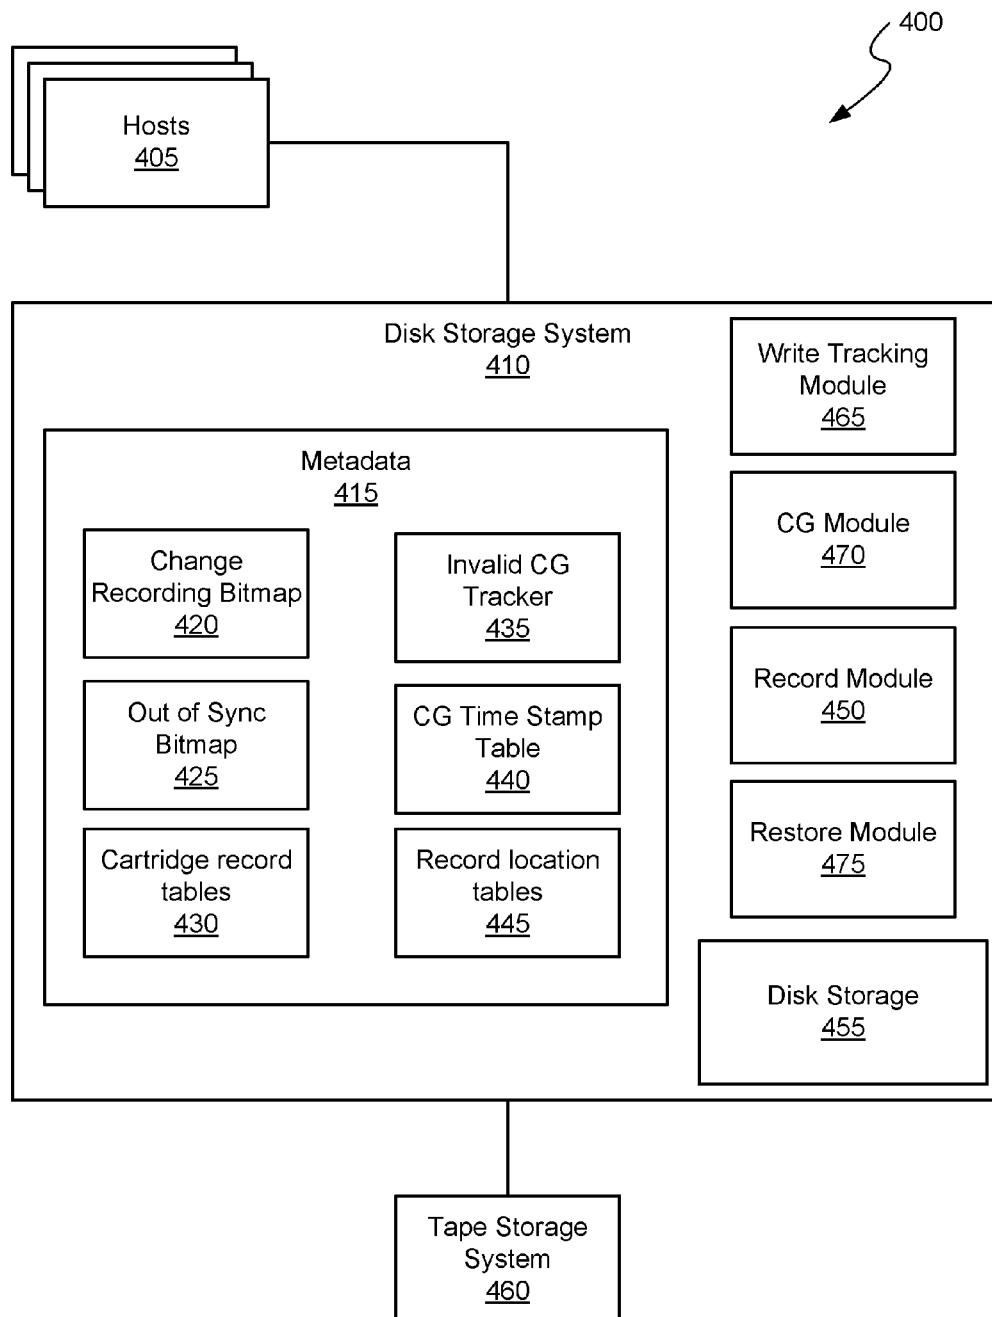 400
Hosts
405
Disk Storage System
410
Write Tracking
Module
465
Metadata
415
CG Module
470
Change
Recording Bitmap
420
Invalid CG
Tracker
435
Record Module
450
Out of Sync
Bitmap
425
CG Time Stamp
Table
440
Restore Module
475
Cartridge record
tables
430
Record location
tables
445
Disk Storage
455
Tape Storage
System
460